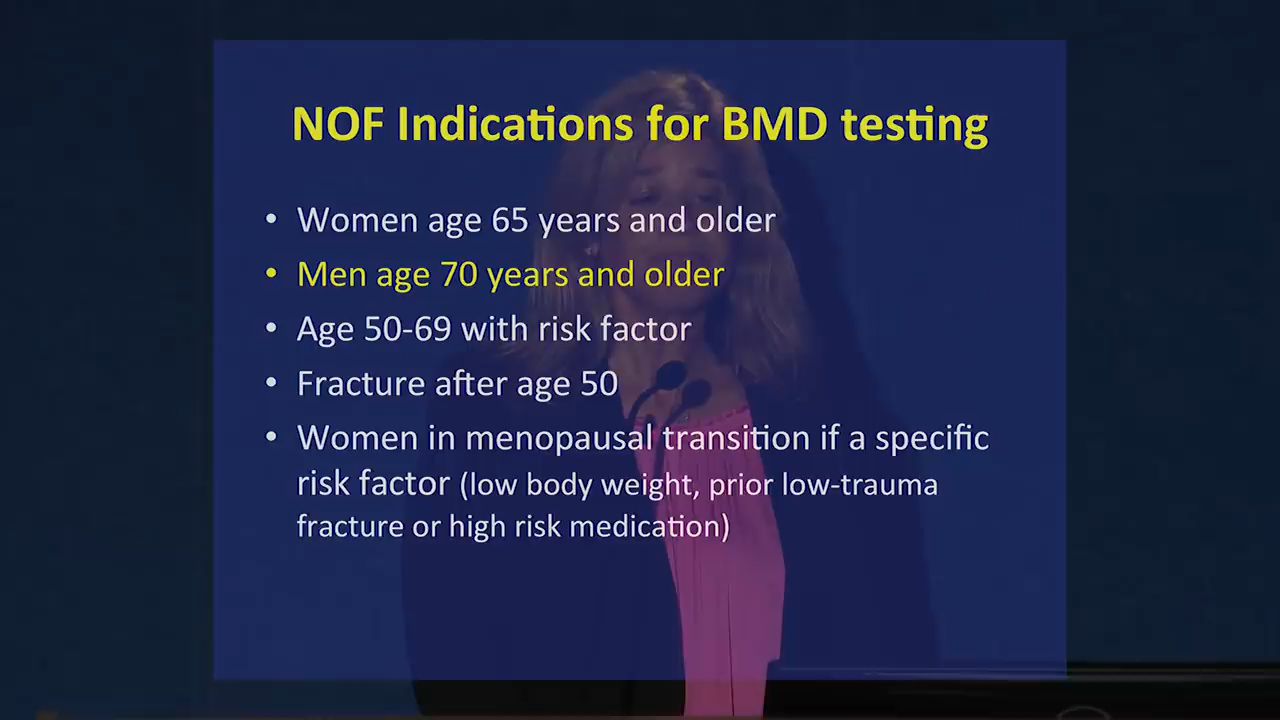 NOF Indications for BMD testing
• Women age 65 years and older
• Men age 70 years and older
• Age 50-69 with risk factor
• Fracture after age 50
• Women in menopausal transition if a specific
risk factor (low body weight, prior low-trauma
fracture or high risk medication)